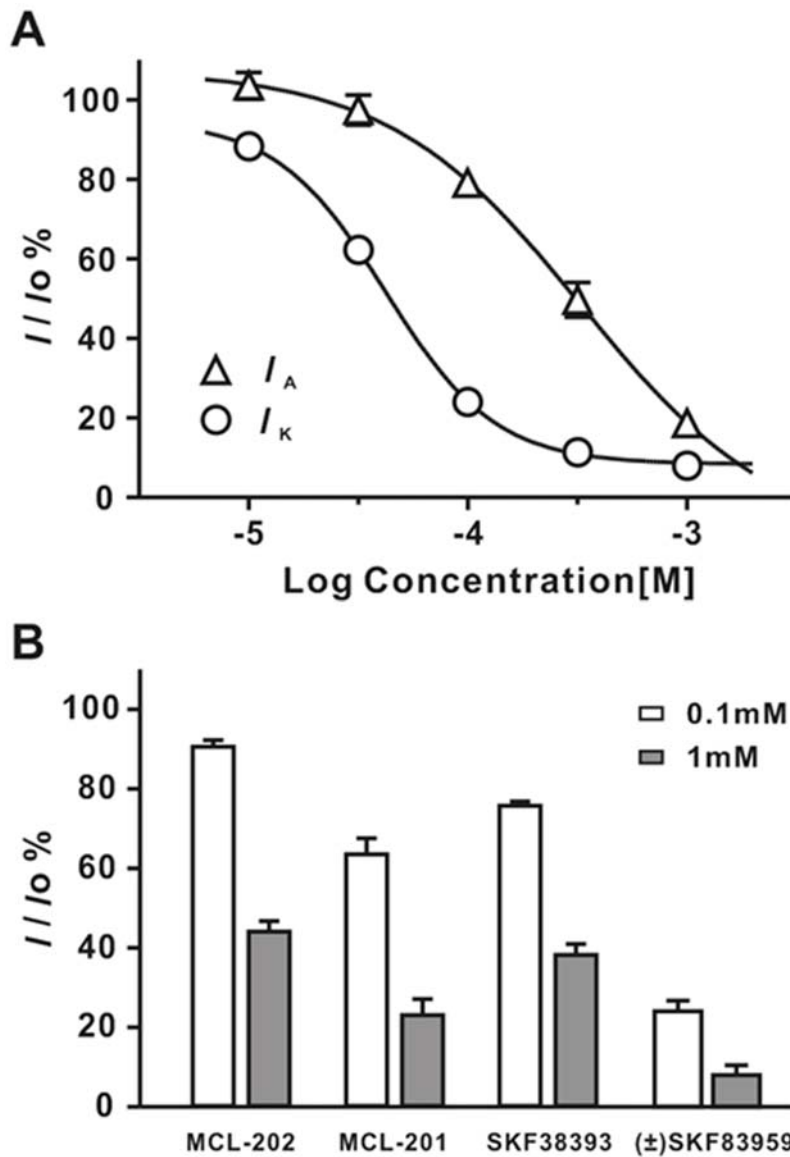 A
100
80
60
40
20
0
I / Io %
I A
I K
-5 -4 -3
Log Concentration[M]
B
100
80
60
40
20
0
I / Io %
0.1mM
1mM
MCL-202 MCL-201 SKF38393 (±)SKF83959